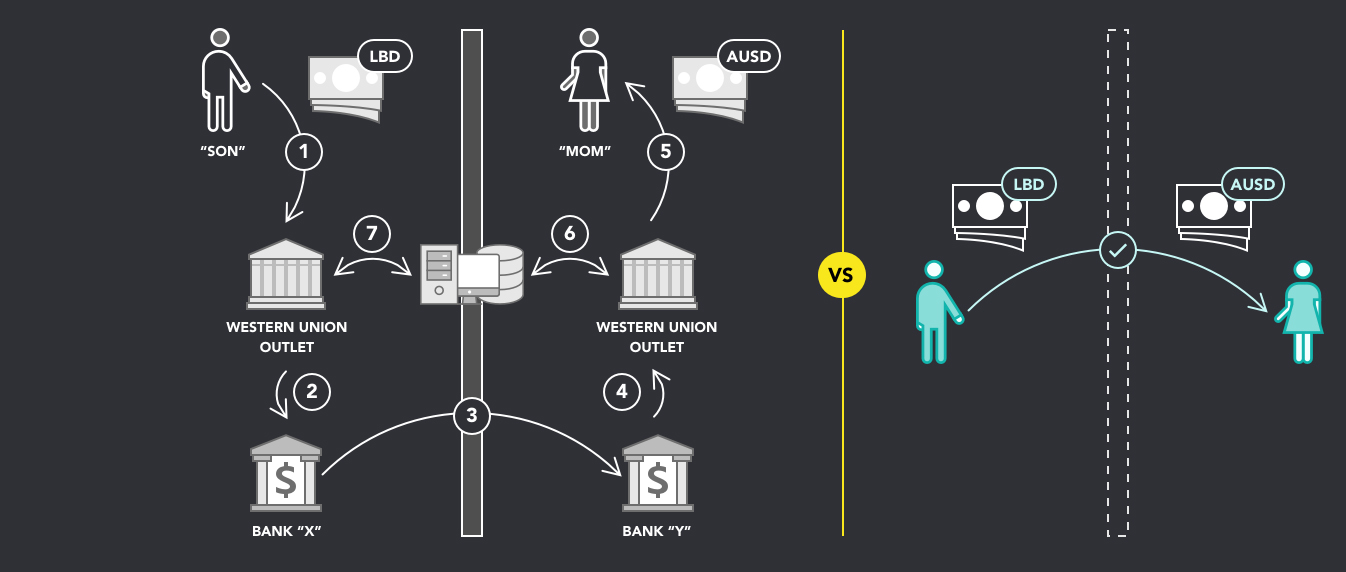 LBD
AUSD
“SON”
1
“MOM”
5
7
6
WESTERN UNION
OUTLET
WESTERN UNION
OUTLET
2
4
3
$
$
BANK “X”
BANK “Y”
VS
LBD
AUSD